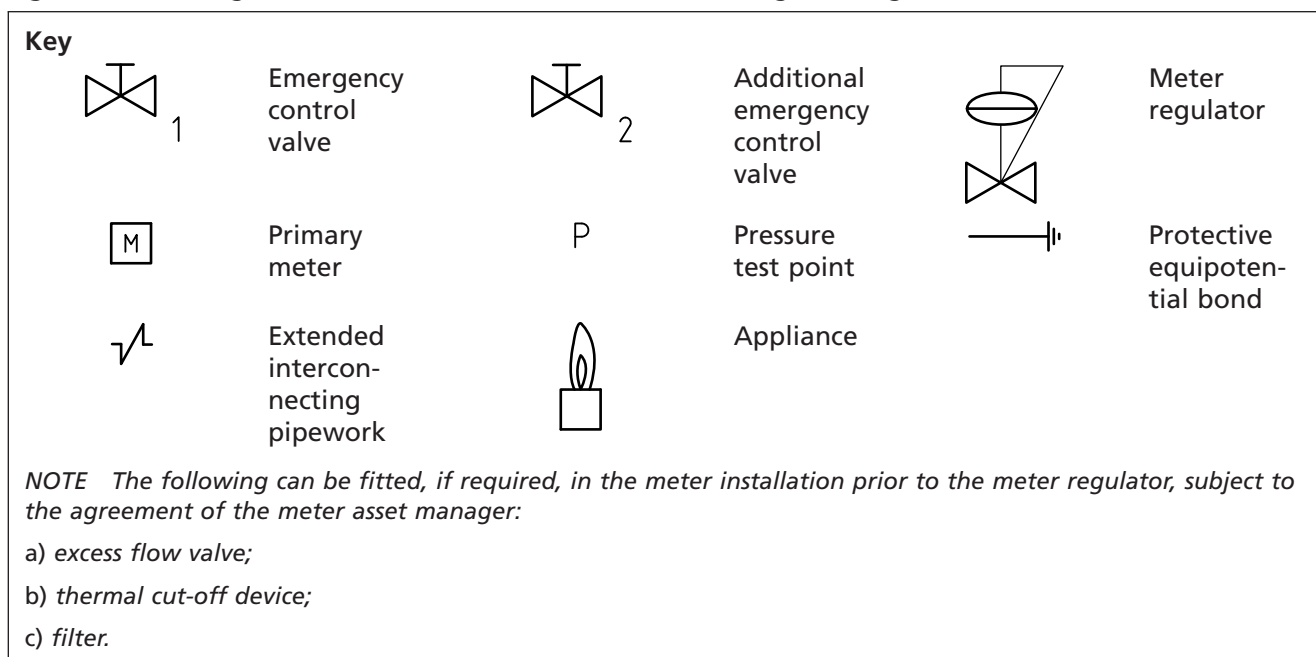 Key
1
Emergency
control
valve
2
Additional
emergency
control
valve
Meter
regulator
M
Primary
meter
P
Pressure
test point
Protective
equipoten-
tial bond
Extended
intercon-
necting
pipework
Appliance
NOTE The following can be fitted, if required, in the meter installation prior to the meter regulator, subject to
the agreement of the meter asset manager:
a) excess flow valve;
b) thermal cut-off device;
c) filter.